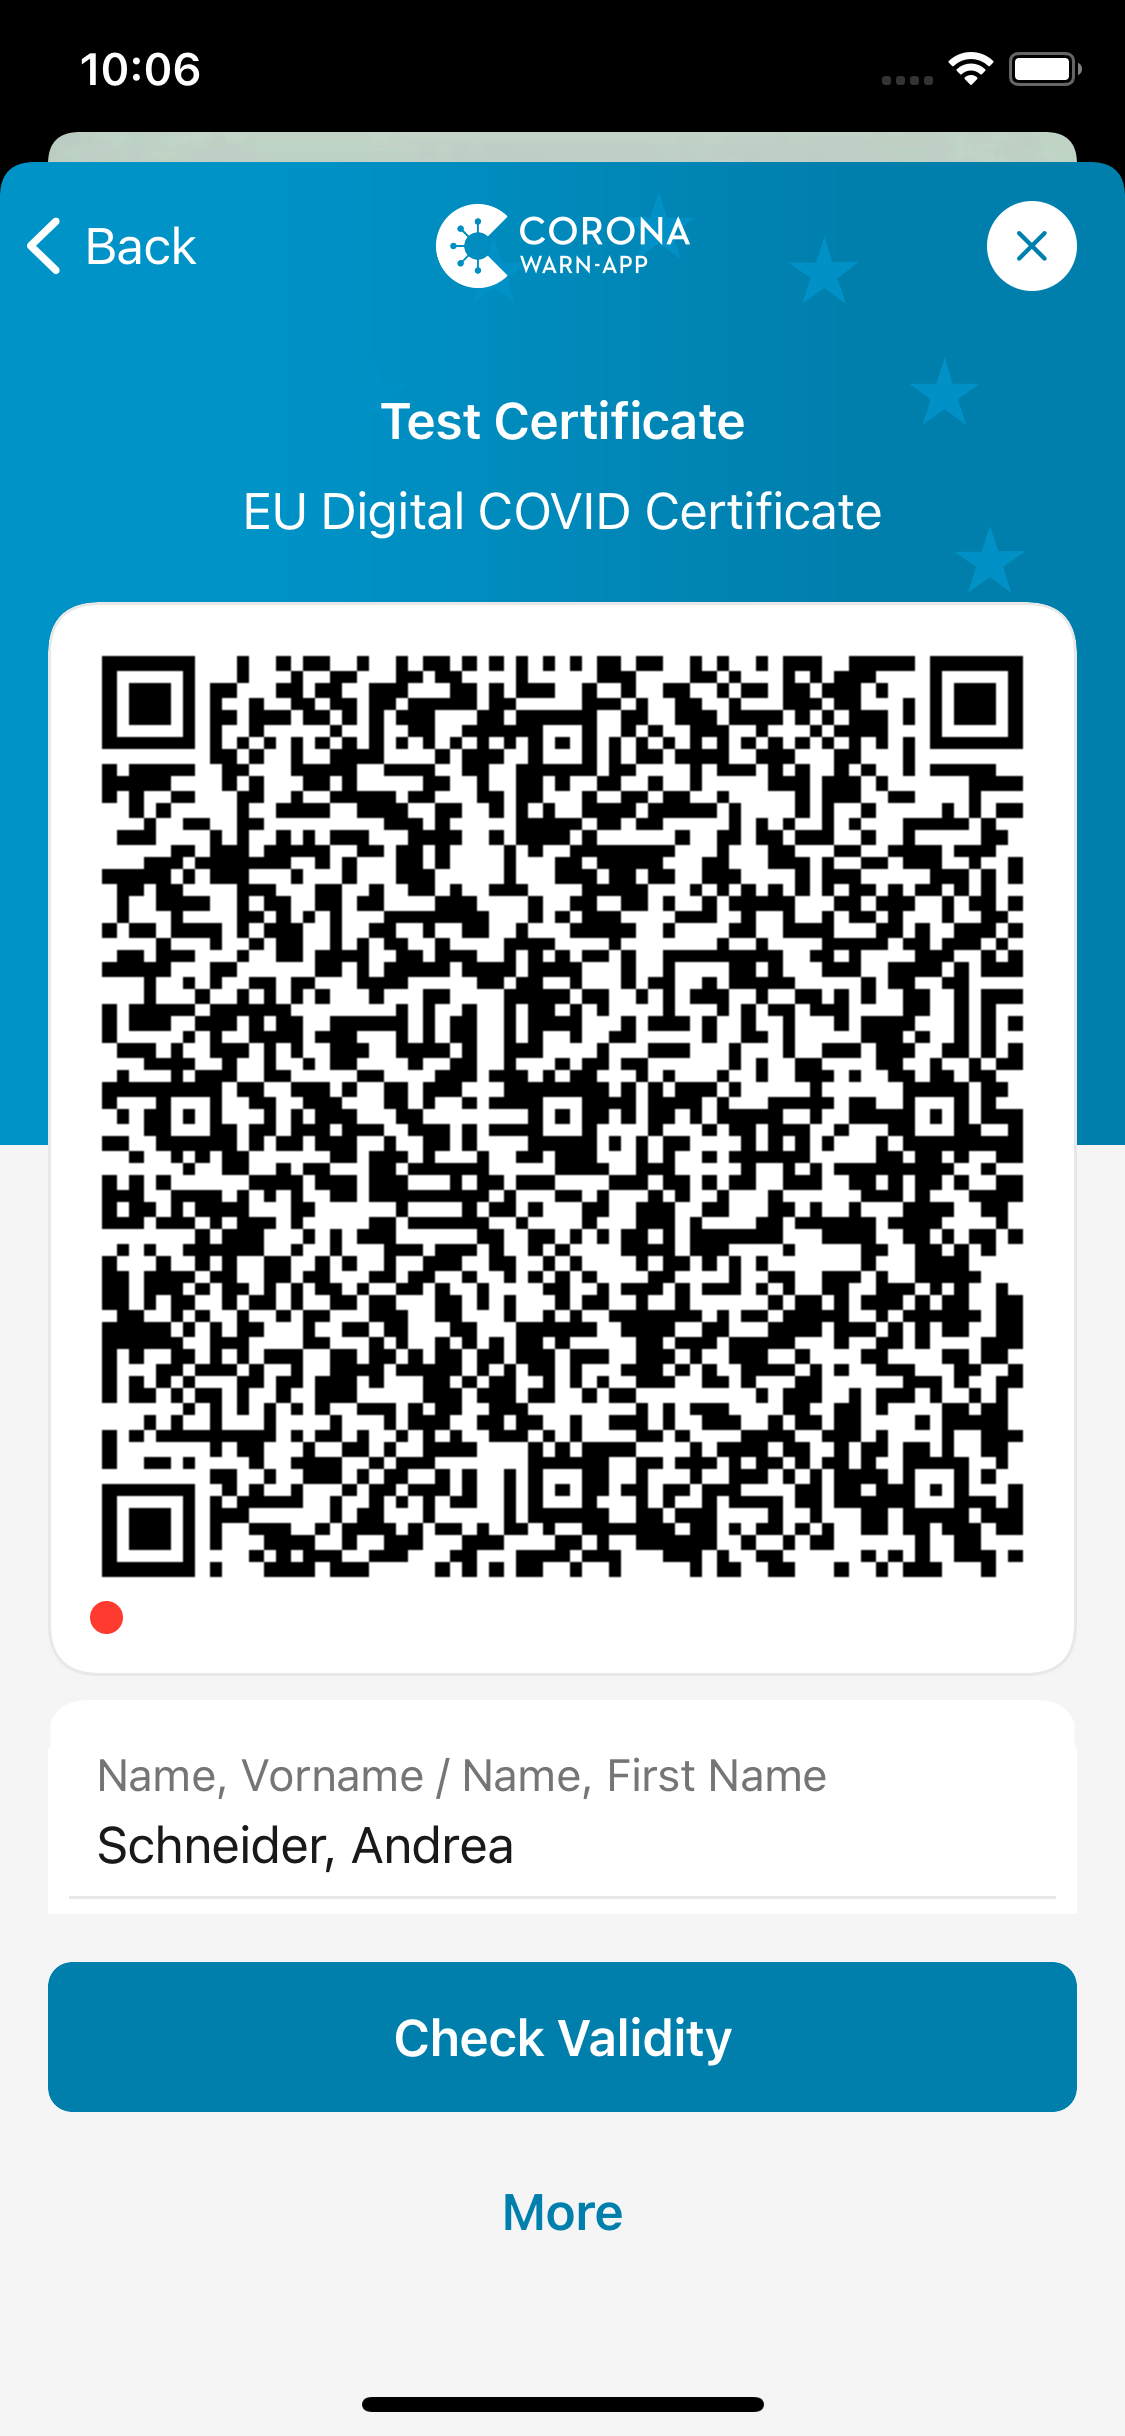 10:06
Back
CORONA
WARN-APP
Test Certificate
EU Digital COVID Certificate
Name, Vorname / Name, First Name
Schneider, Andrea
Check Validity
More